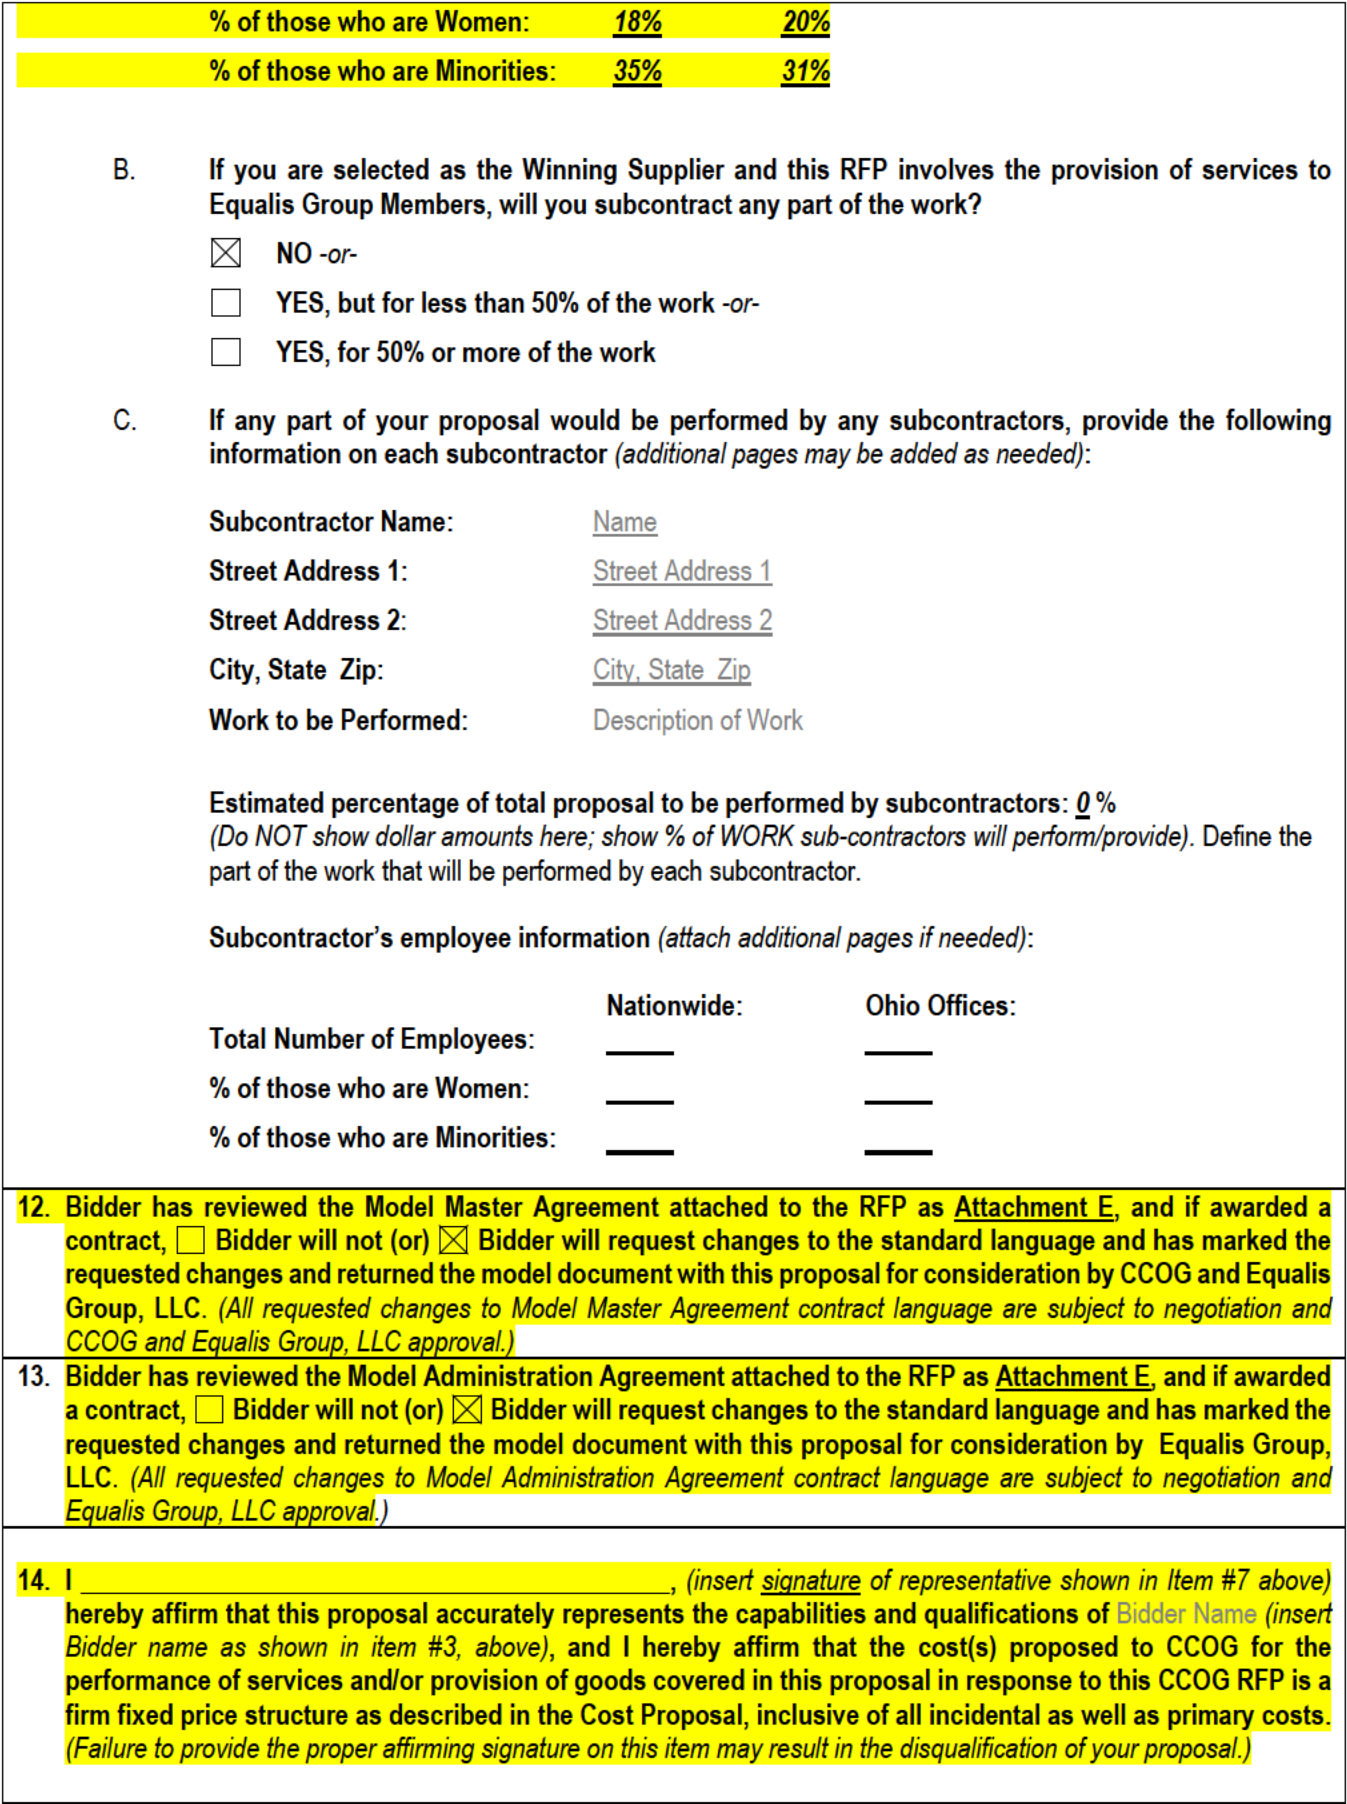 % of those who are Women: 18% 20%
% of those who are Minorities: 35% 31%
B. If you are selected as the Winning Supplier and this RFP involves the provision of services to
Equalis Group Members, will you subcontract any part of the work?
☒ NO -or-
☐ YES, but for less than 50% of the work -or-
☐ YES, for 50% or more of the work
C. If any part of your proposal would be performed by any subcontractors, provide the following
information on each subcontractor (additional pages may be added as needed):
Subcontractor Name: Name
Street Address 1: Street Address 1
Street Address 2: Street Address 2
City, State Zip: City, State Zip
Work to be Performed: Description of Work
Estimated percentage of total proposal to be performed by subcontractors: 0 %
(Do NOT show dollar amounts here; show % of WORK sub-contractors will perform/provide). Define the
part of the work that will be performed by each subcontractor.
Subcontractor's employee information (attach additional pages if needed):
Nationwide: Ohio Offices:
Total Number of Employees: _____ _____
% of those who are Women: _____ _____
% of those who are Minorities: _____ _____
12. Bidder has reviewed the Model Master Agreement attached to the RFP as Attachment E, and if awarded a
contract, ☐ Bidder will not (or) ☒ Bidder will request changes to the standard language and has marked the
requested changes and returned the model document with this proposal for consideration by CCOG and Equalis
Group, LLC. (All requested changes to Model Master Agreement contract language are subject to negotiation and
CCOG and Equalis Group, LLC approval.)
13. Bidder has reviewed the Model Administration Agreement attached to the RFP as Attachment E, and if awarded
a contract, ☐ Bidder will not (or) ☒ Bidder will request changes to the standard language and has marked the
requested changes and returned the model document with this proposal for consideration by Equalis Group,
LLC. (All requested changes to Model Administration Agreement contract language are subject to negotiation and
Equalis Group, LLC approval.)
14. I ________________________________________, (insert signature of representative shown in Item #7 above)
hereby affirm that this proposal accurately represents the capabilities and qualifications of Bidder Name (insert
Bidder name as shown in item #3, above), and I hereby affirm that the cost(s) proposed to CCOG for the
performance of services and/or provision of goods covered in this proposal in response to this CCOG RFP is a
firm fixed price structure as described in the Cost Proposal, inclusive of all incidental as well as primary costs.
(Failure to provide the proper affirming signature on this item may result in the disqualification of your proposal.)